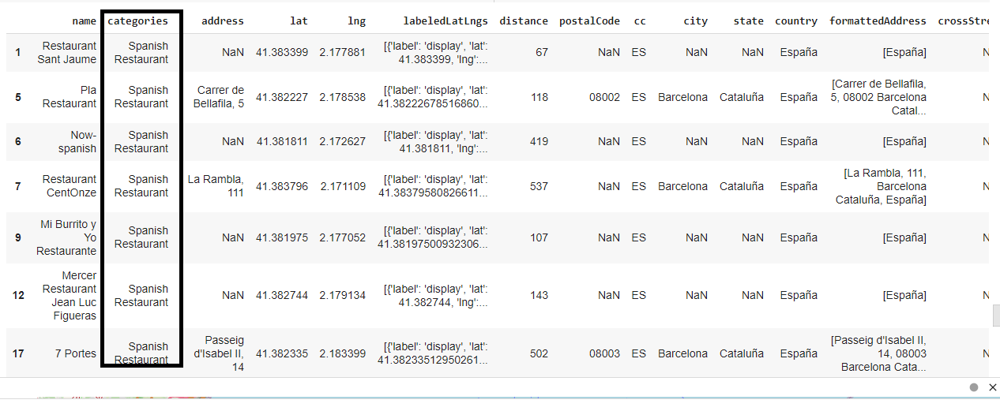 name categories address lat lng labeledLatLngs distance postalCode cc city state country formattedAddress crossStre
1 Restaurant Sant Jaume Spanish Restaurant NaN 41.383399 2.177881 [{'label': 'display', 'lat': 41.383399, 'lng':... 67 NaN ES NaN NaN España [España] N
5 Pla Restaurant Spanish Restaurant Carrer de Bellafila, 5 41.382227 2.178538 [{'label': 'display', 'lat': 41.38222678516860... 118 08002 ES Barcelona Cataluña España [Carrer de Bellafila, 5, 08002 Barcelona Catal... N
6 Now-spanish Spanish Restaurant NaN 41.381811 2.172627 [{'label': 'display', 'lat': 41.381811, 'lng':... 419 NaN ES NaN NaN España [España] N
7 Restaurant CentOnze Spanish Restaurant La Rambla, 111 41.383796 2.171109 [{'label': 'display', 'lat': 41.38379580826611... 537 NaN ES Barcelona Cataluña España [La Rambla, 111, Barcelona Cataluña, España] N
9 Mi Burrito y Yo Restaurante Spanish Restaurant NaN 41.381975 2.177052 [{'label': 'display', 'lat': 41.38197500932306... 107 NaN ES NaN NaN España [España] N
12 Mercer Restaurant Jean Luc Figueras Spanish Restaurant NaN 41.382744 2.179134 [{'label': 'display', 'lat': 41.382744, 'lng':... 143 NaN ES NaN NaN España [España] N
17 7 Portes Spanish Restaurant Passeig d'Isabel II, 14 41.382335 2.183399 [{'label': 'display', 'lat': 41.38233512950261... 502 08003 ES Barcelona Cataluña España [Passeig d'Isabel II, 14, 08003 Barcelona Cata... N